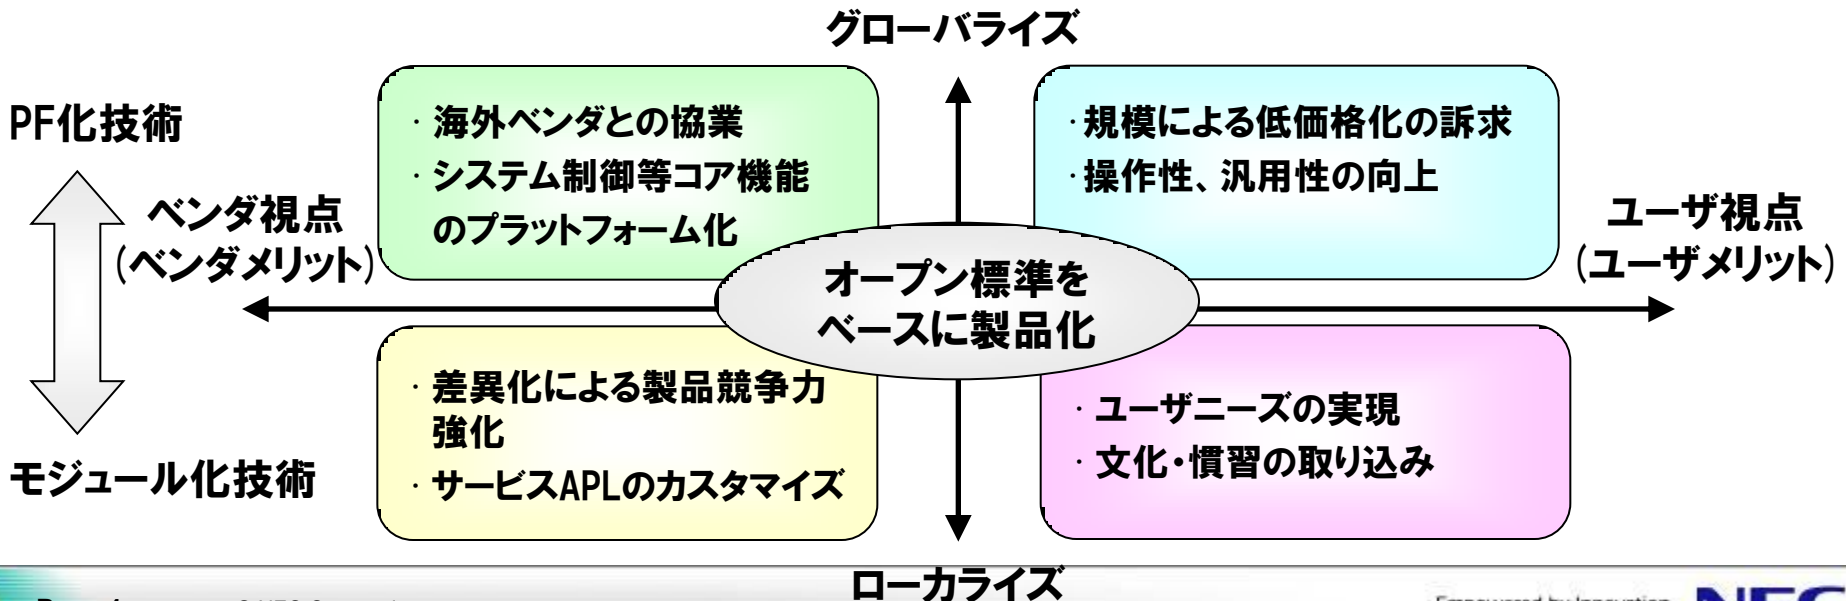 グローバライズ
PF化技術
ベンダ視点
(ベンダメリット)
モジュール化技術
・海外ベンダとの協業
・システム制御等コア機能
のプラットフォーム化
・規模による低価格化の訴求
・操作性、汎用性の向上
ユーザ視点
(ユーザメリット)
オープン標準を
ベースに製品化
・差異化による製品競争力
強化
・サービスAPLのカスタマイズ
・ユーザニーズの実現
・文化・慣習の取り込み
ローカライズ
Empowered by Innovation
NEC